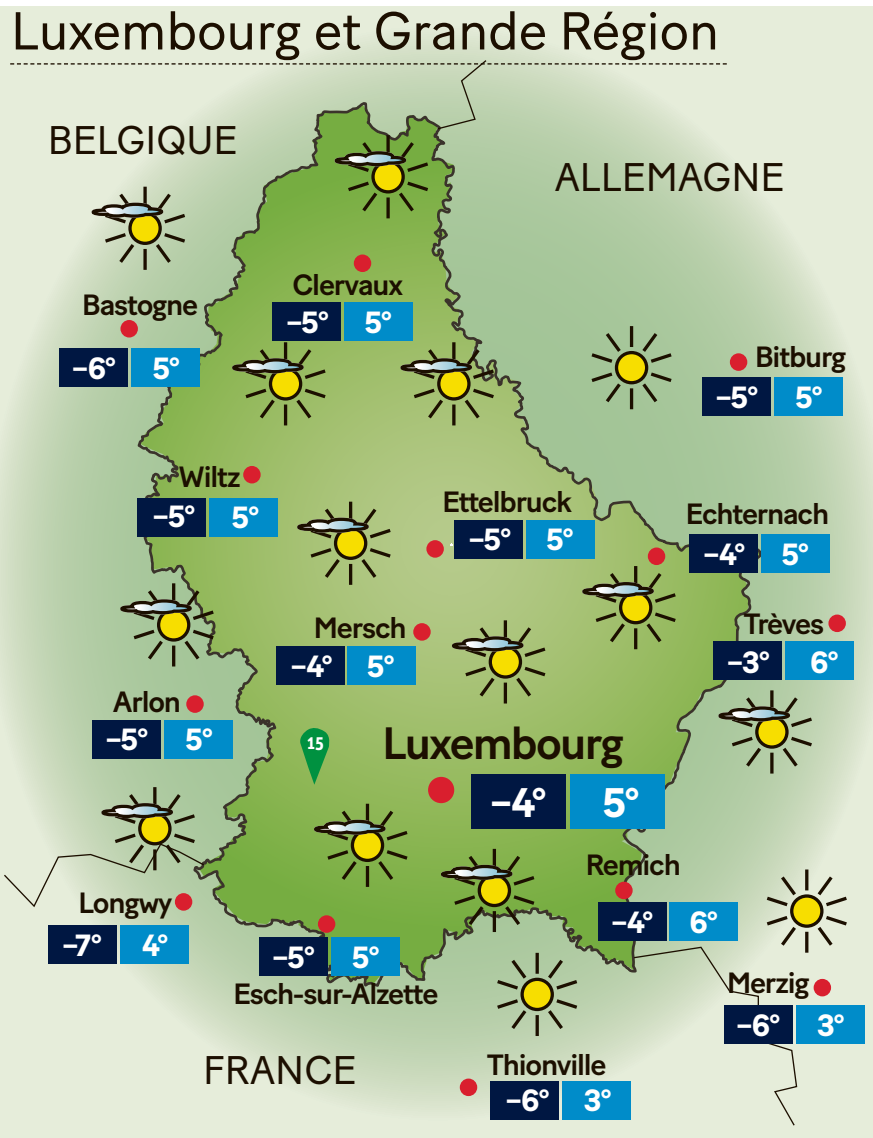 Luxembourg et Grande Région
BELGIQUE
ALLEMAGNE
Clervaux
–5° 5°
Bastogne
–6° 5°
Bitburg
–5° 5°
Wiltz
–5° 5°
Ettelbruck
–5° 5°
Echternach
–4° 5°
Mersch
–4° 5°
Trèves
–3° 6°
Arlon
–5° 5°
15
Luxembourg
–4° 5°
Remich
–4° 6°
Longwy
–7° 4°
–5° 5°
Esch-sur-Alzette
Merzig
–6° 3°
FRANCE
Thionville
–6° 3°